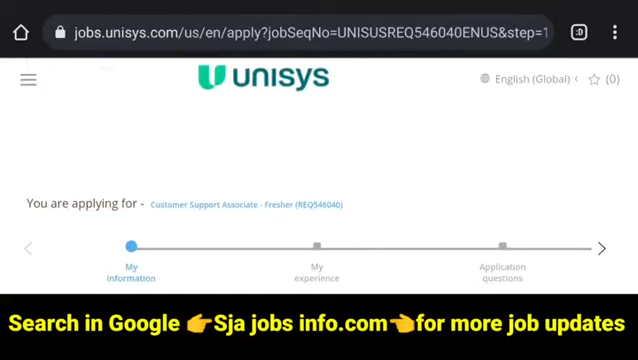 jobs.unisys.com/us/en/apply?jobSeqNo=UNISUSREQ546040ENUS&step=1
:D
unisys
English (Global)
(0)
You are applying for - Customer Support Associate - Fresher (REQ546040)
My information
My experience
Application questions
Search in Google 👉Sja jobs info.com👈for more job updates